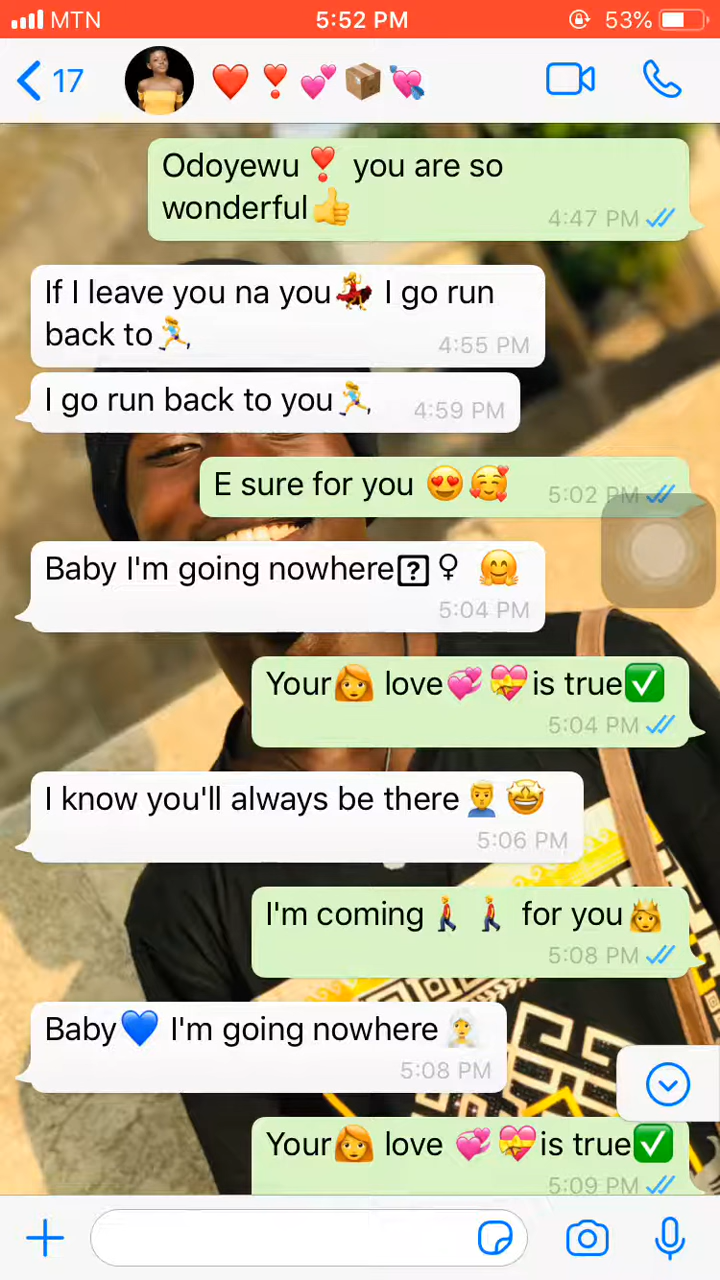 MTN 5:52 PM 53%
17 ❤️ ❣️ 💕 📦 💘
Odoyewu❣️ you are so
wonderful👍
4:47 PM
If I leave you na you💃 I go run
back to🏃‍♀️
4:55 PM
I go run back to you🏃‍♀️ 4:59 PM
E sure for you 😍🥰 5:02 PM
Baby I'm going nowhere⍰♀ 🤗
5:04 PM
Your👩‍🦰 love💞💝is true✅
5:04 PM
I know you'll always be there💆‍♂️🤩
5:06 PM
I'm coming🚶🚶 for you👸
5:08 PM
Baby💙 I'm going nowhere👰
5:08 PM
Your👩‍🦰 love 💞💝is true✅
5:09 PM